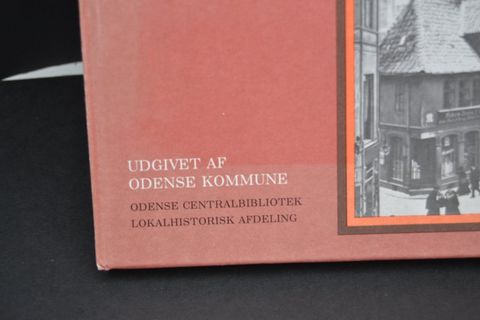 UDGIVET AF
ODENSE KOMMUNE
ODENSE CENTRALBIBLIOTEK
LOKALHISTORISK AFDELING